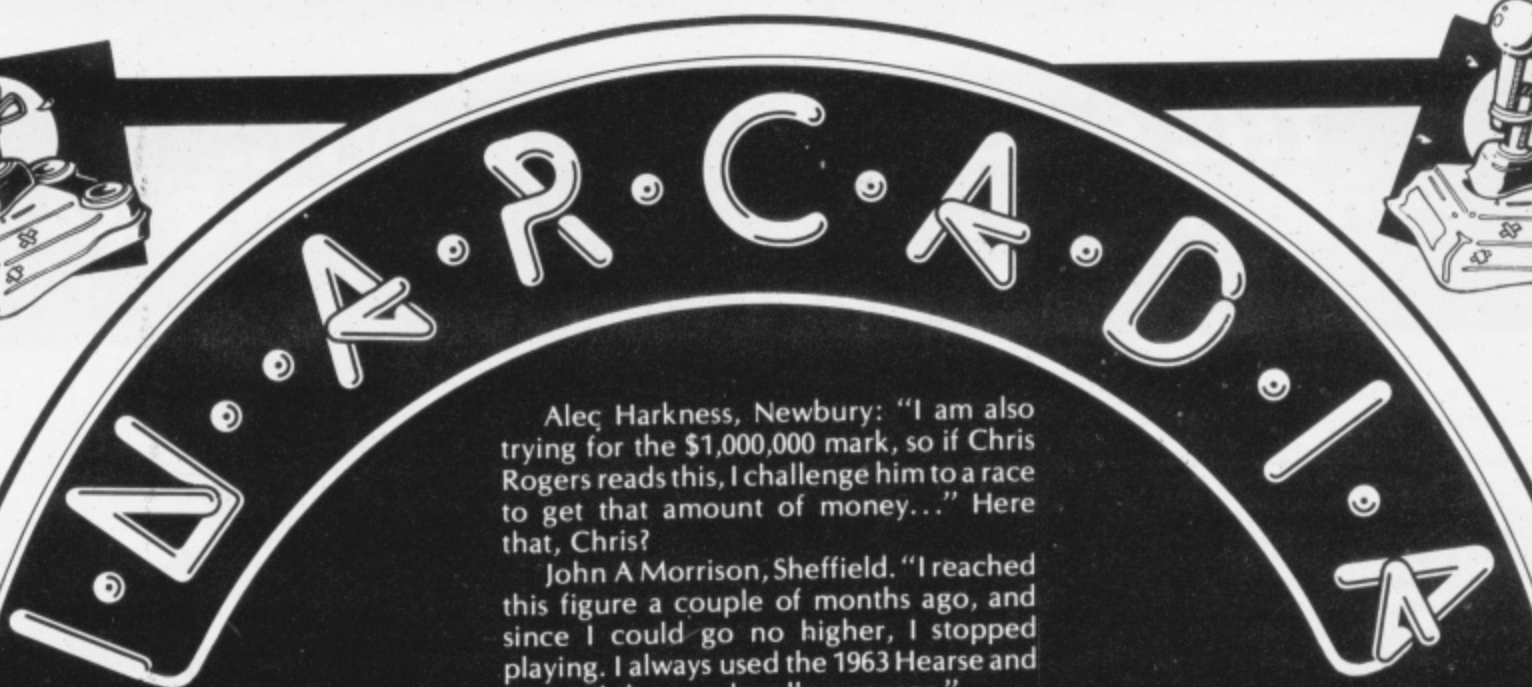 I·N·A·R·C·A·D·I·A
Alec Harkness, Newbury: “I am also
trying for the $1,000,000 mark, so if Chris
Rogers reads this, I challenge him to a race
to get that amount of money...” Here
that, Chris?
John A Morrison, Sheffield. “I reached
this figure a couple of months ago, and
since I could go no higher, I stopped
playing. I always used the 1963 Hearse and